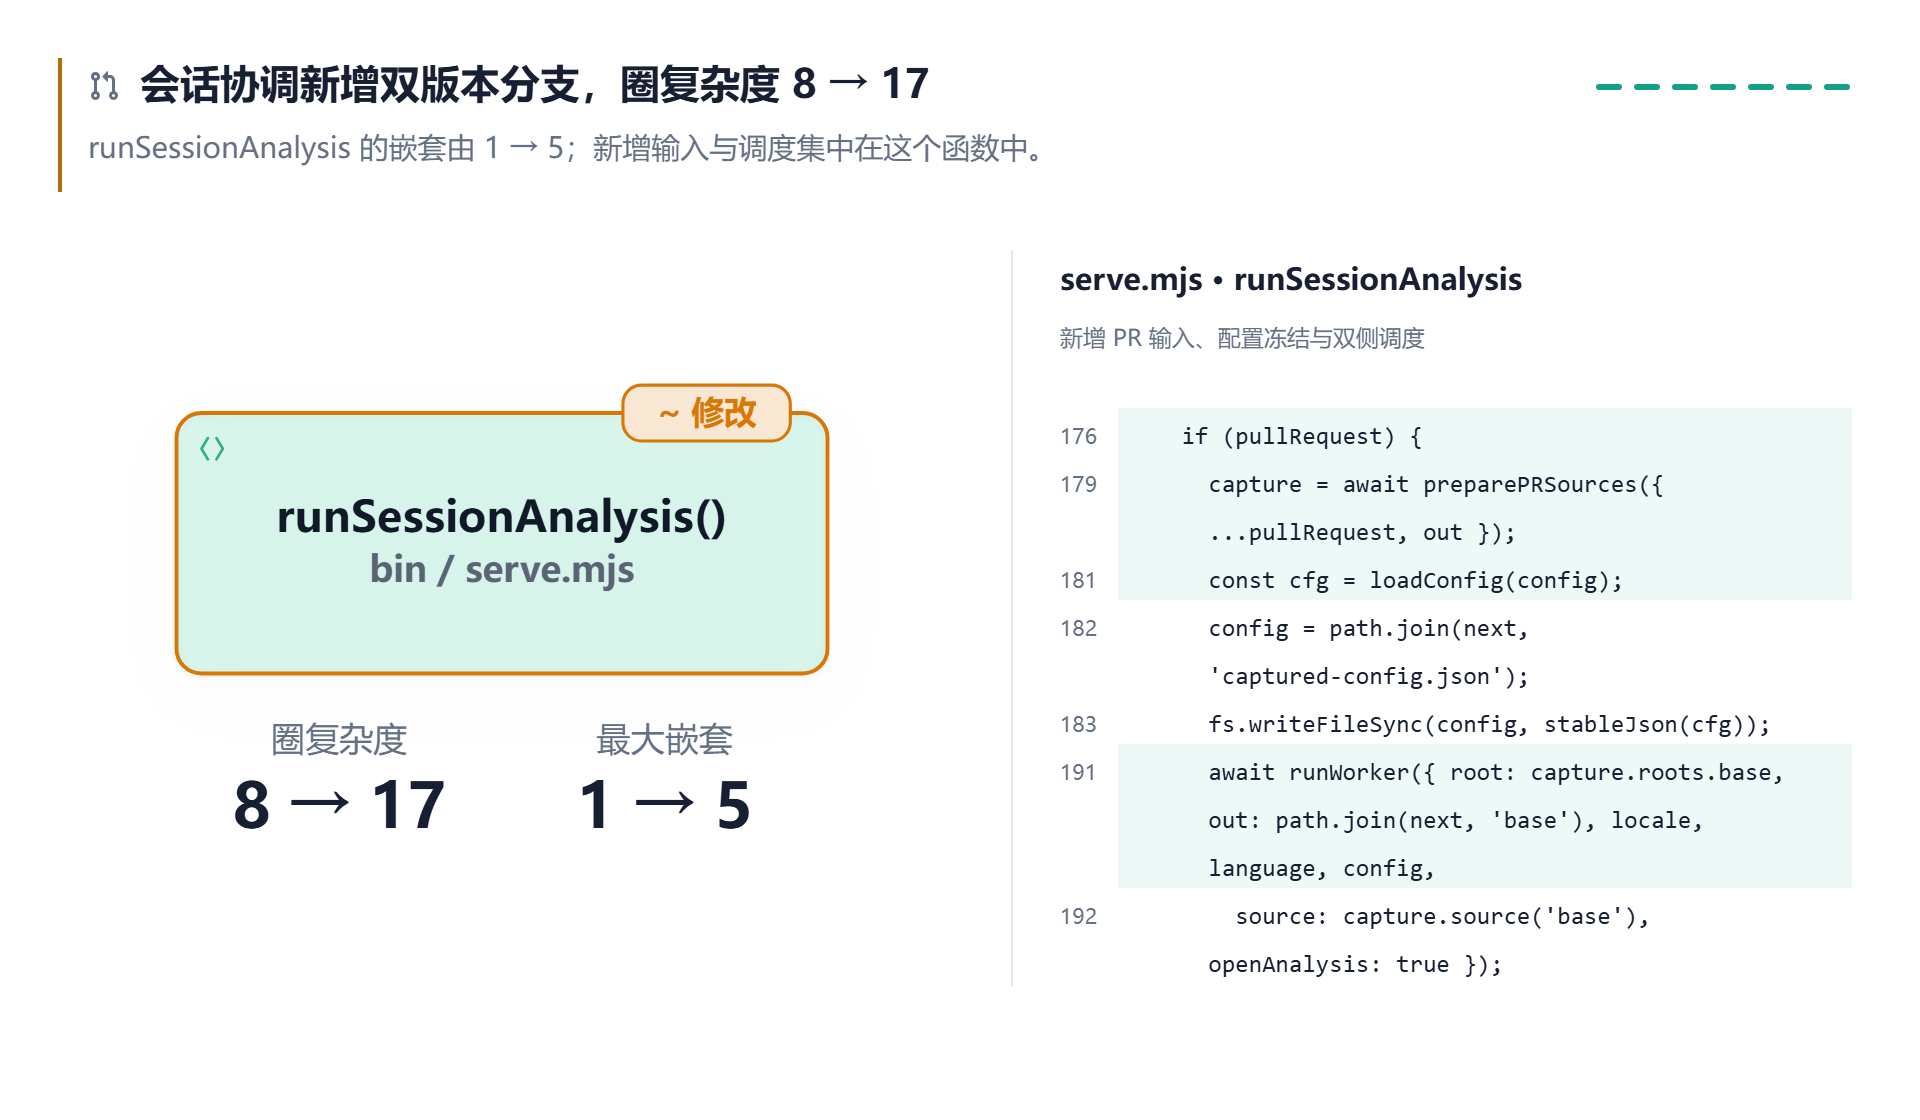 会话协调新增双版本分支，圈复杂度 8 → 17
runSessionAnalysis 的嵌套由 1 → 5；新增输入与调度集中在这个函数中。
~ 修改
runSessionAnalysis()
bin / serve.mjs
圈复杂度
8 → 17
最大嵌套
1 → 5
serve.mjs • runSessionAnalysis
新增 PR 输入、配置冻结与双侧调度
176 if (pullRequest) {
179 capture = await preparePRSources({
...pullRequest, out });
181 const cfg = loadConfig(config);
182 config = path.join(next,
'captured-config.json');
183 fs.writeFileSync(config, stableJson(cfg));
191 await runWorker({ root: capture.roots.base,
out: path.join(next, 'base'), locale,
language, config,
192 source: capture.source('base'),
openAnalysis: true });